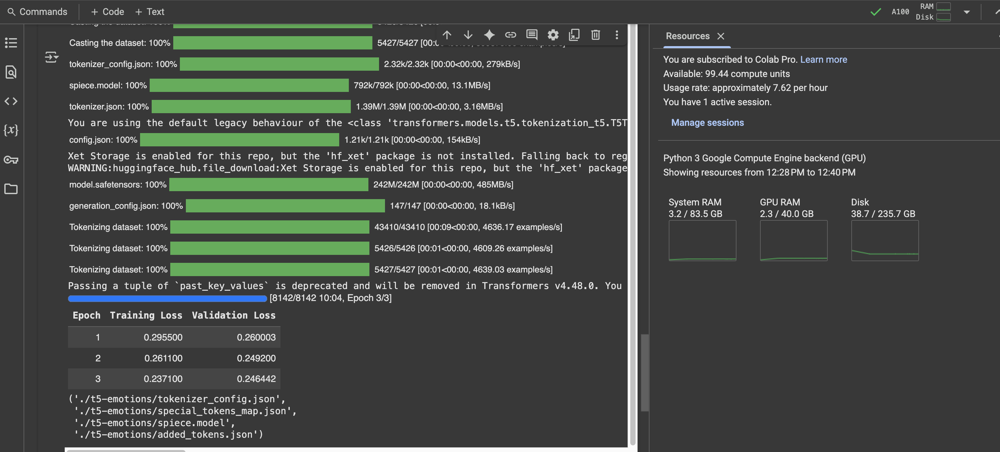 Commands
+ Code
+ Text
A100
RAM
Disk
Casting the dataset: 100%
Casting the dataset: 100% 5427/5427 [00:
tokenizer_config.json: 100% 2.32k/2.32k [00:00<00:00, 279kB/s]
spiece.model: 100% 792k/792k [00:00<00:00, 13.1MB/s]
tokenizer.json: 100% 1.39M/1.39M [00:00<00:00, 3.16MB/s]
You are using the default legacy behaviour of the <class 'transformers.models.t5.tokenization_t5.T5T
config.json: 100% 1.21k/1.21k [00:00<00:00, 154kB/s]
Xet Storage is enabled for this repo, but the 'hf_xet' package is not installed. Falling back to reg
WARNING:huggingface_hub.file_download:Xet Storage is enabled for this repo, but the 'hf_xet' package
model.safetensors: 100% 242M/242M [00:00<00:00, 485MB/s]
generation_config.json: 100% 147/147 [00:00<00:00, 18.1kB/s]
Tokenizing dataset: 100% 43410/43410 [00:09<00:00, 4636.17 examples/s]
Tokenizing dataset: 100% 5426/5426 [00:01<00:00, 4609.26 examples/s]
Tokenizing dataset: 100% 5427/5427 [00:01<00:00, 4639.03 examples/s]
Passing a tuple of `past_key_values` is deprecated and will be removed in Transformers v4.48.0. You
[8142/8142 10:04, Epoch 3/3]
Epoch Training Loss Validation Loss
1 0.295500 0.260003
2 0.261100 0.249200
3 0.237100 0.246442
('./t5-emotions/tokenizer_config.json',
'./t5-emotions/special_tokens_map.json',
'./t5-emotions/spiece.model',
'./t5-emotions/added_tokens.json')
Resources
You are subscribed to Colab Pro. Learn more
Available: 99.44 compute units
Usage rate: approximately 7.62 per hour
You have 1 active session.
Manage sessions
Python 3 Google Compute Engine backend (GPU)
Showing resources from 12:28 PM to 12:40 PM
System RAM
3.2 / 83.5 GB
GPU RAM
2.3 / 40.0 GB
Disk
38.7 / 235.7 GB